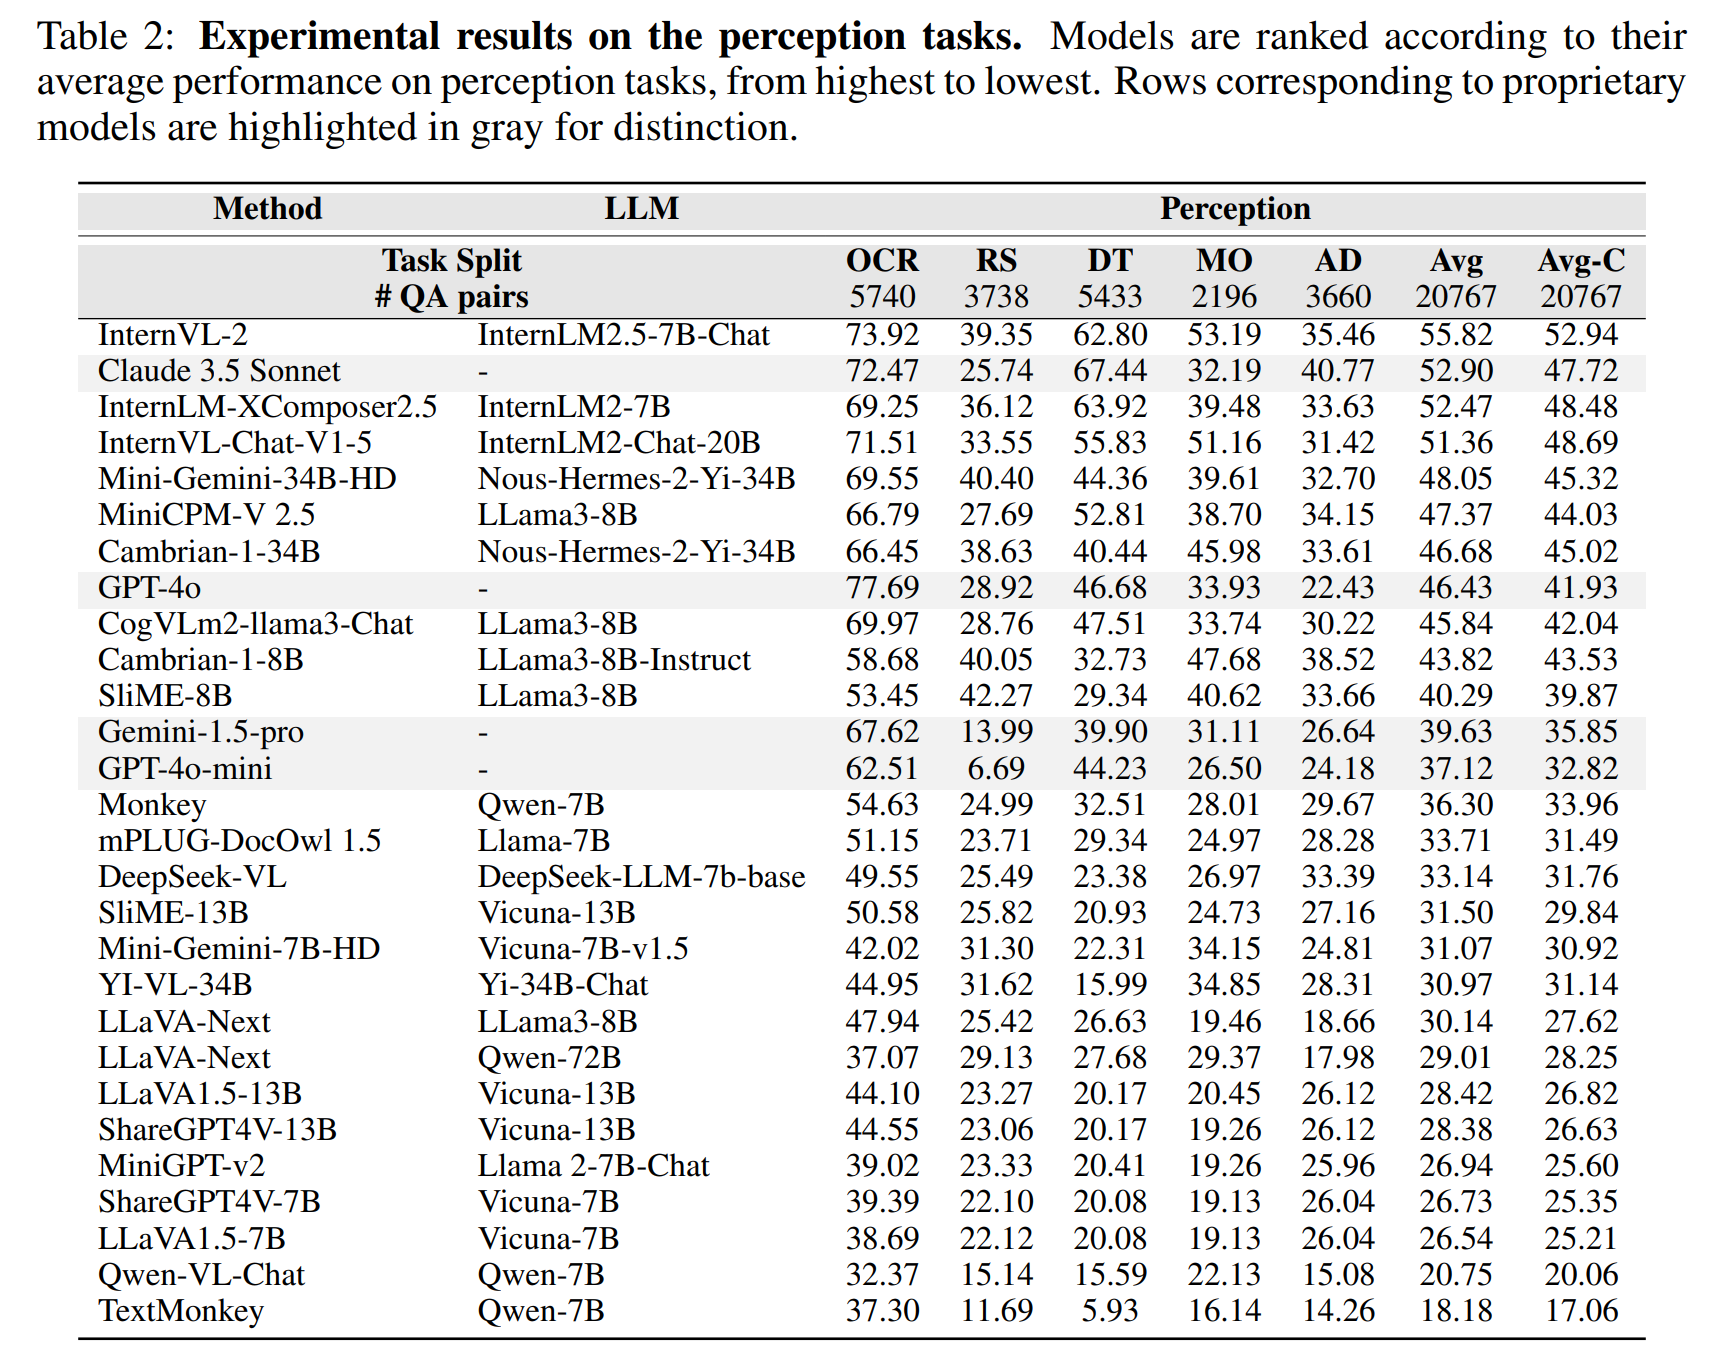 Table 2: Experimental results on the perception tasks. Models are ranked according to their
average performance on perception tasks, from highest to lowest. Rows corresponding to proprietary
models are highlighted in gray for distinction.
Method LLM Perception
Task Split OCR RS DT MO AD Avg Avg-C
# QA pairs 5740 3738 5433 2196 3660 20767 20767
InternVL-2 InternLM2.5-7B-Chat 73.92 39.35 62.80 53.19 35.46 55.82 52.94
Claude 3.5 Sonnet - 72.47 25.74 67.44 32.19 40.77 52.90 47.72
InternLM-XComposer2.5 InternLM2-7B 69.25 36.12 63.92 39.48 33.63 52.47 48.48
InternVL-Chat-V1-5 InternLM2-Chat-20B 71.51 33.55 55.83 51.16 31.42 51.36 48.69
Mini-Gemini-34B-HD Nous-Hermes-2-Yi-34B 69.55 40.40 44.36 39.61 32.70 48.05 45.32
MiniCPM-V 2.5 LLama3-8B 66.79 27.69 52.81 38.70 34.15 47.37 44.03
Cambrian-1-34B Nous-Hermes-2-Yi-34B 66.45 38.63 40.44 45.98 33.61 46.68 45.02
GPT-4o - 77.69 28.92 46.68 33.93 22.43 46.43 41.93
CogVLm2-llama3-Chat LLama3-8B 69.97 28.76 47.51 33.74 30.22 45.84 42.04
Cambrian-1-8B LLama3-8B-Instruct 58.68 40.05 32.73 47.68 38.52 43.82 43.53
SliME-8B LLama3-8B 53.45 42.27 29.34 40.62 33.66 40.29 39.87
Gemini-1.5-pro - 67.62 13.99 39.90 31.11 26.64 39.63 35.85
GPT-4o-mini - 62.51 6.69 44.23 26.50 24.18 37.12 32.82
Monkey Qwen-7B 54.63 24.99 32.51 28.01 29.67 36.30 33.96
mPLUG-DocOwl 1.5 Llama-7B 51.15 23.71 29.34 24.97 28.28 33.71 31.49
DeepSeek-VL DeepSeek-LLM-7b-base 49.55 25.49 23.38 26.97 33.39 33.14 31.76
SliME-13B Vicuna-13B 50.58 25.82 20.93 24.73 27.16 31.50 29.84
Mini-Gemini-7B-HD Vicuna-7B-v1.5 42.02 31.30 22.31 34.15 24.81 31.07 30.92
YI-VL-34B Yi-34B-Chat 44.95 31.62 15.99 34.85 28.31 30.97 31.14
LLaVA-Next LLama3-8B 47.94 25.42 26.63 19.46 18.66 30.14 27.62
LLaVA-Next Qwen-72B 37.07 29.13 27.68 29.37 17.98 29.01 28.25
LLaVA1.5-13B Vicuna-13B 44.10 23.27 20.17 20.45 26.12 28.42 26.82
ShareGPT4V-13B Vicuna-13B 44.55 23.06 20.17 19.26 26.12 28.38 26.63
MiniGPT-v2 Llama 2-7B-Chat 39.02 23.33 20.41 19.26 25.96 26.94 25.60
ShareGPT4V-7B Vicuna-7B 39.39 22.10 20.08 19.13 26.04 26.73 25.35
LLaVA1.5-7B Vicuna-7B 38.69 22.12 20.08 19.13 26.04 26.54 25.21
Qwen-VL-Chat Qwen-7B 32.37 15.14 15.59 22.13 15.08 20.75 20.06
TextMonkey Qwen-7B 37.30 11.69 5.93 16.14 14.26 18.18 17.06